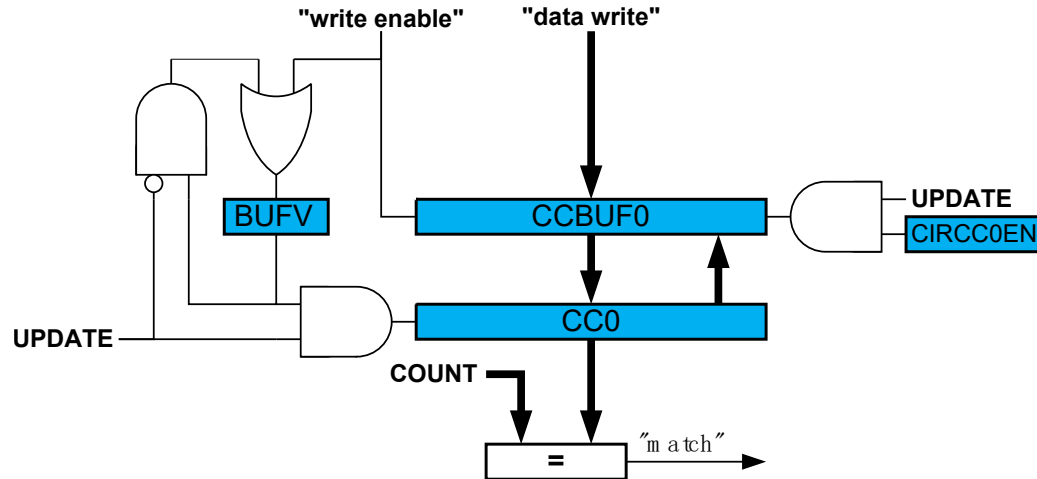 "write enable"
"data write"
BUFV
CCBUF0
UPDATE
CIRCC0EN
UPDATE
CC0
COUNT
=
"match"